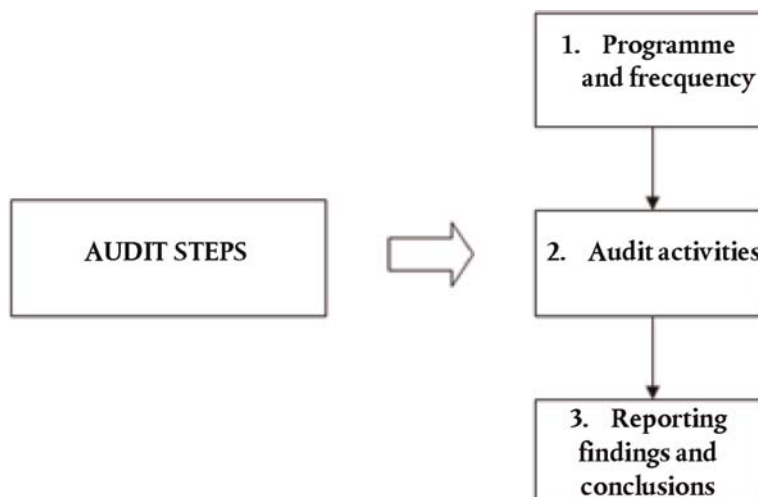 1. Programme
and frecquency
AUDIT STEPS
2. Audit activities
3. Reporting
findings and
conclusions